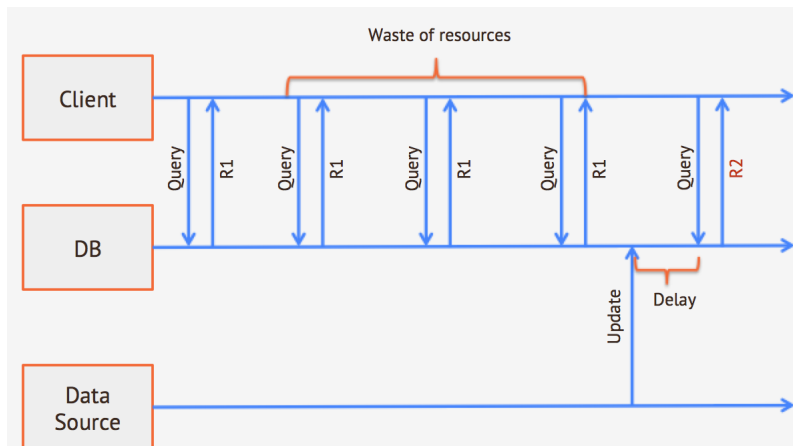 Waste of resources
Client
Query
R1
Query
R1
Query
R1
Query
R1
Query
R2
DB
Update
Delay
Data
Source